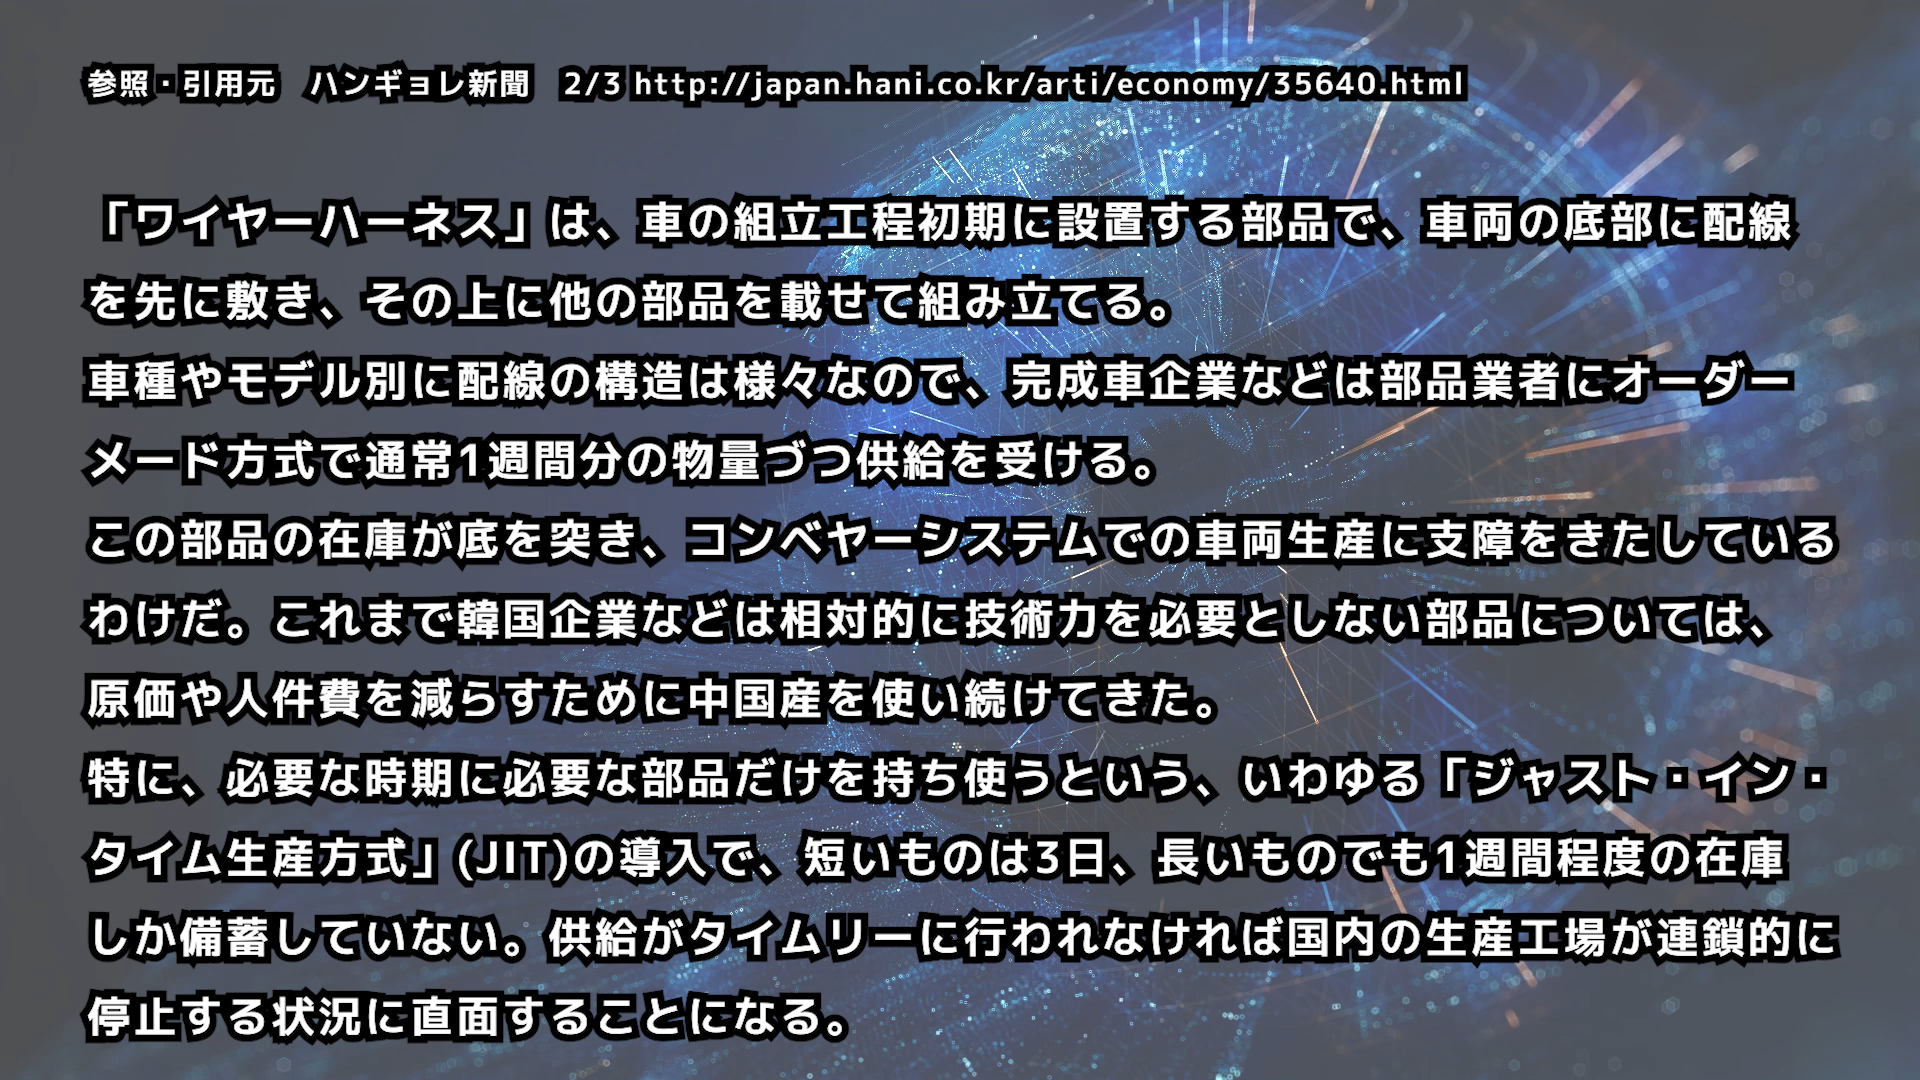 参照・引用元　ハンギョレ新聞　2/3 http://japan.hani.co.kr/arti/economy/35640.html
「ワイヤーハーネス」は、車の組立工程初期に設置する部品で、車両の底部に配線
を先に敷き、その上に他の部品を載せて組み立てる。
車種やモデル別に配線の構造は様々なので、完成車企業などは部品業者にオーダー
メード方式で通常1週間分の物量づつ供給を受ける。
この部品の在庫が底を突き、コンベヤーシステムでの車両生産に支障をきたしている
わけだ。これまで韓国企業などは相対的に技術力を必要としない部品については、
原価や人件費を減らすために中国産を使い続けてきた。
特に、必要な時期に必要な部品だけを持ち使うという、いわゆる「ジャスト・イン・
タイム生産方式」(JIT)の導入で、短いものは3日、長いものでも1週間程度の在庫
しか備蓄していない。供給がタイムリーに行われなければ国内の生産工場が連鎖的に
停止する状況に直面することになる。